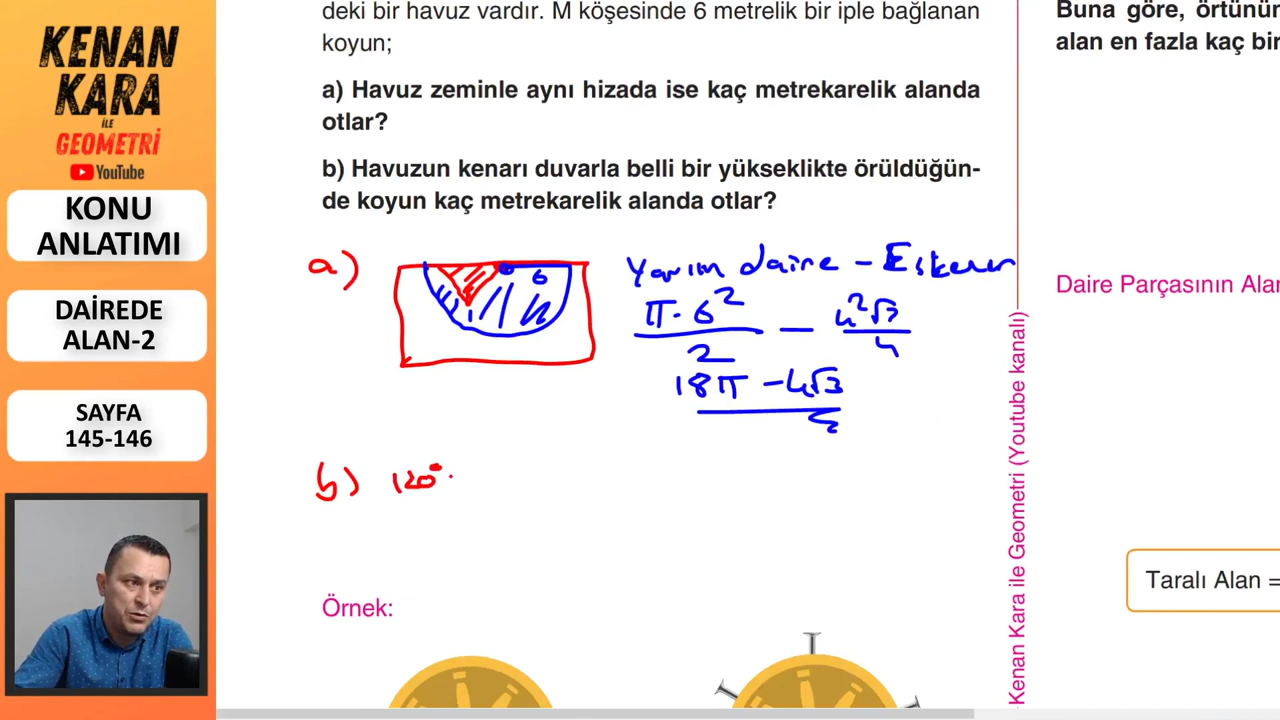 KENAN
KARA
İLE
GEOMETRİ
YouTube
KONU
ANLATIMI
DAİREDE
ALAN-2
SAYFA
145-146
deki bir havuz vardır. M köşesinde 6 metrelik bir iple bağlanan
koyun;
a) Havuz zeminle aynı hizada ise kaç metrekarelik alanda
otlar?
b) Havuzun kenarı duvarla belli bir yükseklikte örüldüğün-
de koyun kaç metrekarelik alanda otlar?
a)
6
Yarım daire - Eşkenar
π·6²/2 - 4²√3/4
18π - 4√3
b) 120°·
Örnek:
Kenan Kara ile Geometri (Youtube kanalı)
Buna göre, örtünün
alan en fazla kaç bir
Daire Parçasının Alan
Taralı Alan =